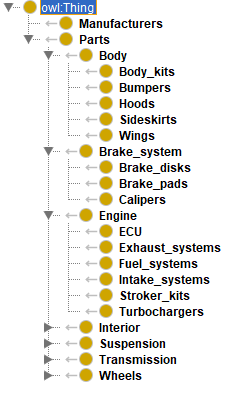 owl:Thing
Manufacturers
Parts
Body
Body_kits
Bumpers
Hoods
Sideskirts
Wings
Brake_system
Brake_disks
Brake_pads
Calipers
Engine
ECU
Exhaust_systems
Fuel_systems
Intake_systems
Stroker_kits
Turbochargers
Interior
Suspension
Transmission
Wheels